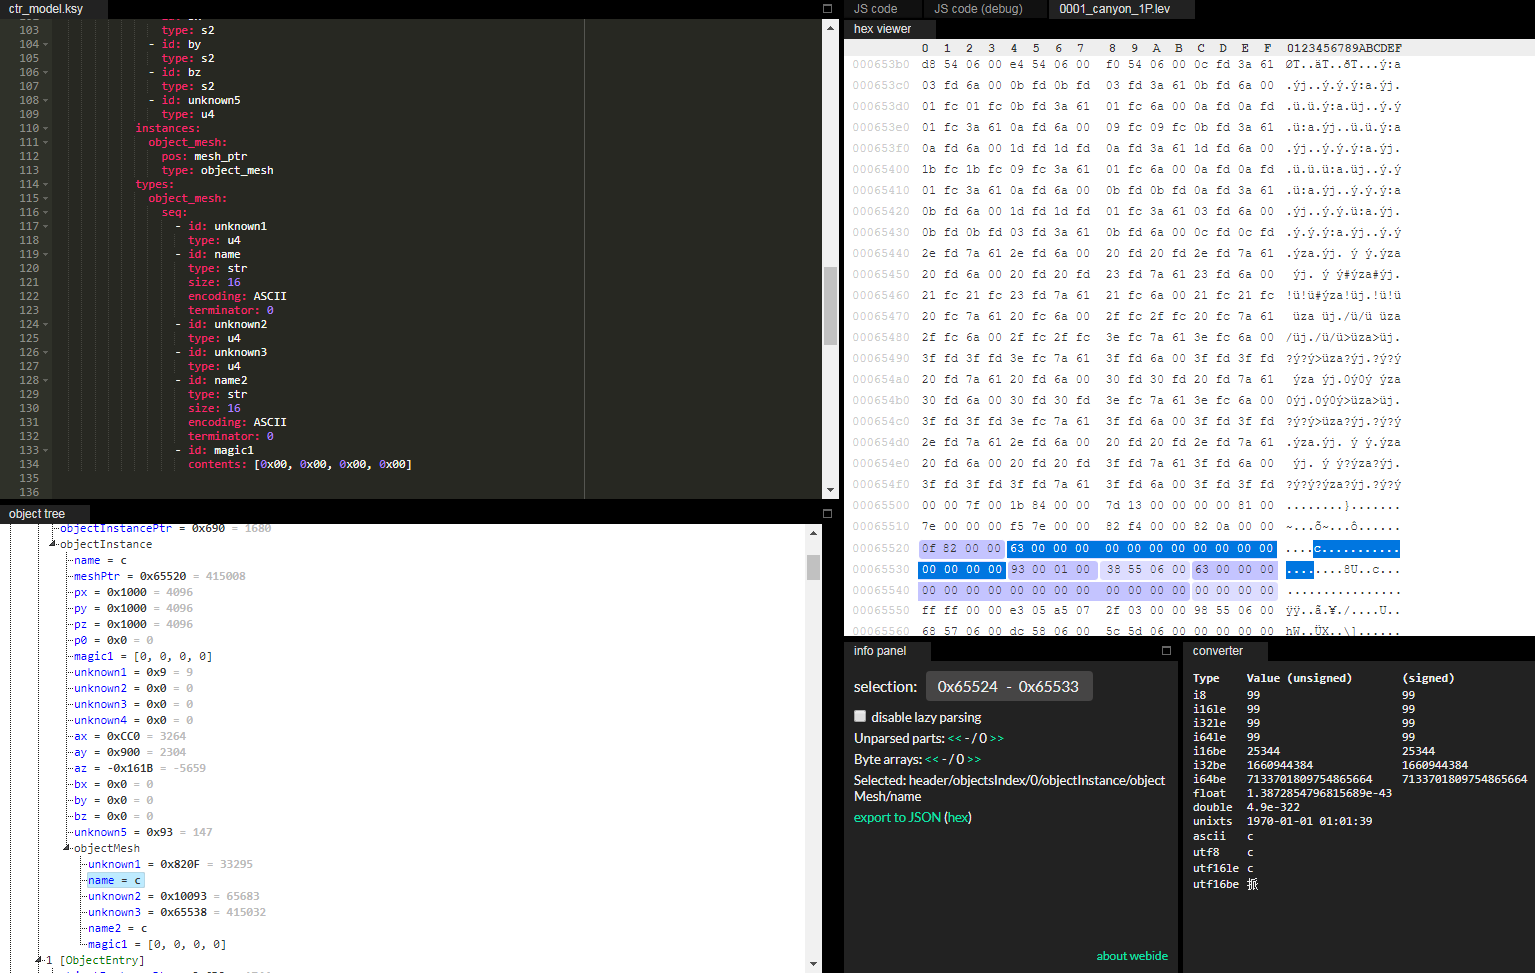 ctr_model.ksy
103 type: s2
104 - id: by
105 type: s2
106 - id: bz
107 type: s2
108 - id: unknown5
109 type: u4
110 instances:
111 object_mesh:
112 pos: mesh_ptr
113 type: object_mesh
114 types:
115 object_mesh:
116 seq:
117 - id: unknown1
118 type: u4
119 - id: name
120 type: str
121 size: 16
122 encoding: ASCII
123 terminator: 0
124 - id: unknown2
125 type: u4
126 - id: unknown3
127 type: u4
128 - id: name2
129 type: str
130 size: 16
131 encoding: ASCII
132 terminator: 0
133 - id: magic1
134 contents: [0x00, 0x00, 0x00, 0x00]
135
136
object tree
objectInstancePtr = 0x690 = 1680
objectInstance
name = c
meshPtr = 0x65520 = 415008
px = 0x1000 = 4096
py = 0x1000 = 4096
pz = 0x1000 = 4096
p0 = 0x0 = 0
magic1 = [0, 0, 0, 0]
unknown1 = 0x9 = 9
unknown2 = 0x0 = 0
unknown3 = 0x0 = 0
unknown4 = 0x0 = 0
ax = 0xCC0 = 3264
ay = 0x900 = 2304
az = -0x161B = -5659
bx = 0x0 = 0
by = 0x0 = 0
bz = 0x0 = 0
unknown5 = 0x93 = 147
objectMesh
unknown1 = 0x820F = 33295
name = c
unknown2 = 0x10093 = 65683
unknown3 = 0x65538 = 415032
name2 = c
magic1 = [0, 0, 0, 0]
1 [ObjectEntry]
JS code
JS code (debug)
0001_canyon_1P.lev
hex viewer
0 1 2 3 4 5 6 7 8 9 A B C D E F 0123456789ABCDEF
000653b0 d8 54 06 00 e4 54 06 00 f0 54 06 00 0c fd 3a 61 ØT..äT..ðT...ý:a
000653c0 03 fd 6a 00 0b fd 0b fd 03 fd 3a 61 0b fd 6a 00 .ýj..ý.ý.ý:a.ýj.
000653d0 01 fc 01 fc 0b fd 3a 61 01 fc 6a 00 0a fd 0a fd .ü.ü.ý:a.üj..ý.ý
000653e0 01 fc 3a 61 0a fd 6a 00 09 fc 09 fc 0b fd 3a 61 .ü:a.ýj..ü.ü.ý:a
000653f0 0a fd 6a 00 1d fd 1d fd 0a fd 3a 61 1d fd 6a 00 .ýj..ý.ý.ý:a.ýj.
00065400 1b fc 1b fc 09 fc 3a 61 01 fc 6a 00 0a fd 0a fd .ü.ü.ü:a.üj..ý.ý
00065410 01 fc 3a 61 0a fd 6a 00 0b fd 0b fd 0a fd 3a 61 .ü:a.ýj..ý.ý.ý:a
00065420 0b fd 6a 00 1d fd 1d fd 01 fc 3a 61 03 fd 6a 00 .ýj..ý.ý.ü:a.ýj.
00065430 0b fd 0b fd 03 fd 3a 61 0b fd 6a 00 0c fd 0c fd .ý.ý.ý:a.ýj..ý.ý
00065440 2e fd 7a 61 2e fd 6a 00 20 fd 20 fd 2e fd 7a 61 .ýza.ýj. ý ý.ýza
00065450 20 fd 6a 00 20 fd 20 fd 23 fd 7a 61 23 fd 6a 00 ýj. ý ý#ýza#ýj.
00065460 21 fc 21 fc 23 fd 7a 61 21 fc 6a 00 21 fc 21 fc !ü!ü#ýza!üj.!ü!ü
00065470 20 fc 7a 61 20 fc 6a 00 2f fc 2f fc 20 fc 7a 61 üza üj./ü/ü üza
00065480 2f fc 6a 00 2f fc 2f fc 3e fc 7a 61 3e fc 6a 00 /üj./ü/ü>üza>üj.
00065490 3f fd 3f fd 3e fc 7a 61 3f fd 6a 00 3f fd 3f fd ?ý?ý>üza?ýj.?ý?ý
000654a0 20 fd 7a 61 20 fd 6a 00 30 fd 30 fd 20 fd 7a 61 ýza ýj.0ý0ý ýza
000654b0 30 fd 6a 00 30 fd 30 fd 3e fc 7a 61 3e fc 6a 00 0ýj.0ý0ý>üza>üj.
000654c0 3f fd 3f fd 3e fc 7a 61 3f fd 6a 00 3f fd 3f fd ?ý?ý>üza?ýj.?ý?ý
000654d0 2e fd 7a 61 2e fd 6a 00 20 fd 20 fd 2e fd 7a 61 .ýza.ýj. ý ý.ýza
000654e0 20 fd 6a 00 20 fd 20 fd 3f fd 7a 61 3f fd 6a 00 ýj. ý ý?ýza?ýj.
000654f0 3f fd 3f fd 3f fd 7a 61 3f fd 6a 00 3f fd 3f fd ?ý?ý?ýza?ýj.?ý?ý
00065500 00 00 7f 00 1b 84 00 00 7d 13 00 00 00 00 81 00 ........}.......
00065510 7e 00 00 00 f5 7e 00 00 82 f4 00 00 82 0a 00 00 ~...õ~...ô......
00065520 0f 82 00 00 63 00 00 00 00 00 00 00 00 00 00 00 ....c...........
00065530 00 00 00 00 93 00 01 00 38 55 06 00 63 00 00 00 ........8U..c...
00065540 00 00 00 00 00 00 00 00 00 00 00 00 00 00 00 00 ................
00065550 ff ff 00 00 e3 05 a5 07 2f 03 00 00 98 55 06 00 ÿÿ..ã.¥./....U..
00065560 68 57 06 00 dc 58 06 00 5c 5d 06 00 00 00 00 00 hW..ÜX..\]......
info panel
selection: 0x65524 - 0x65533
disable lazy parsing
Unparsed parts: << - / 0 >>
Byte arrays: << - / 0 >>
Selected: header/objectsIndex/0/objectInstance/object
Mesh/name
export to JSON (hex)
about webide
converter
Type Value (unsigned) (signed)
i8 99 99
i16le 99 99
i32le 99 99
i64le 99 99
i16be 25344 25344
i32be 1660944384 1660944384
i64be 7133701809754865664 7133701809754865664
float 1.3872854796815689e-43
double 4.9e-322
unixts 1970-01-01 01:01:39
ascii c
utf8 c
utf16le c
utf16be